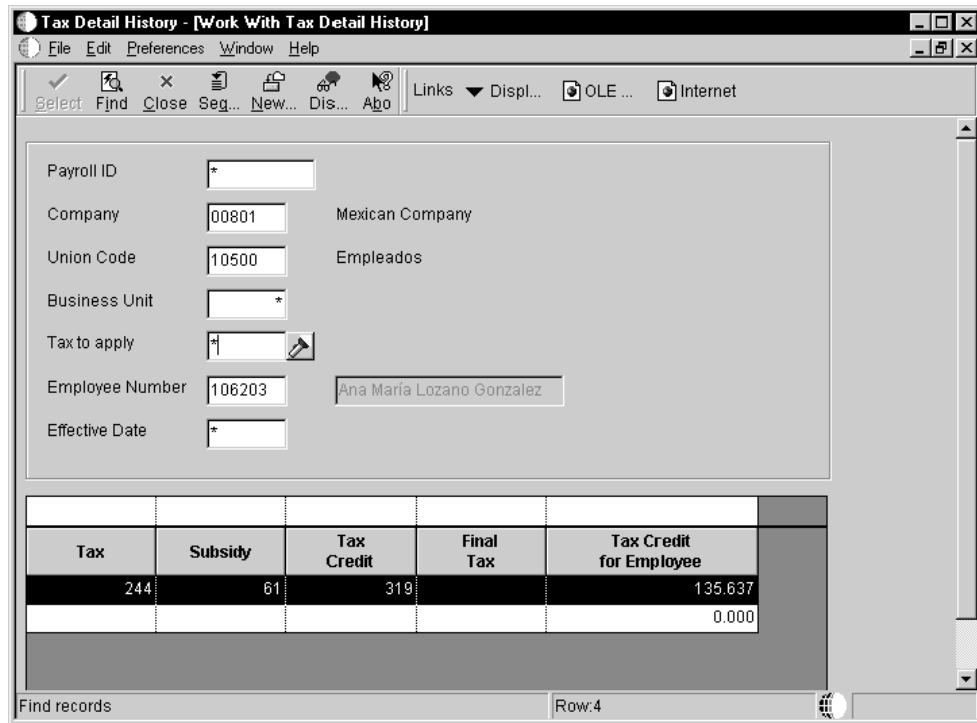 Tax Detail History - [Work With Tax Detail History]
File Edit Preferences Window Help
Select Find Close Seq... New... Dis... Abo Links Displ... OLE ... Internet
Payroll ID *
Company 00801 Mexican Company
Union Code 10500 Empleados
Business Unit *
Tax to apply *
Employee Number 106203 Ana María Lozano Gonzalez
Effective Date *
Tax Subsidy Tax Credit Final Tax Tax Credit for Employee
244 61 319 135.637
0.000
Find records Row:4